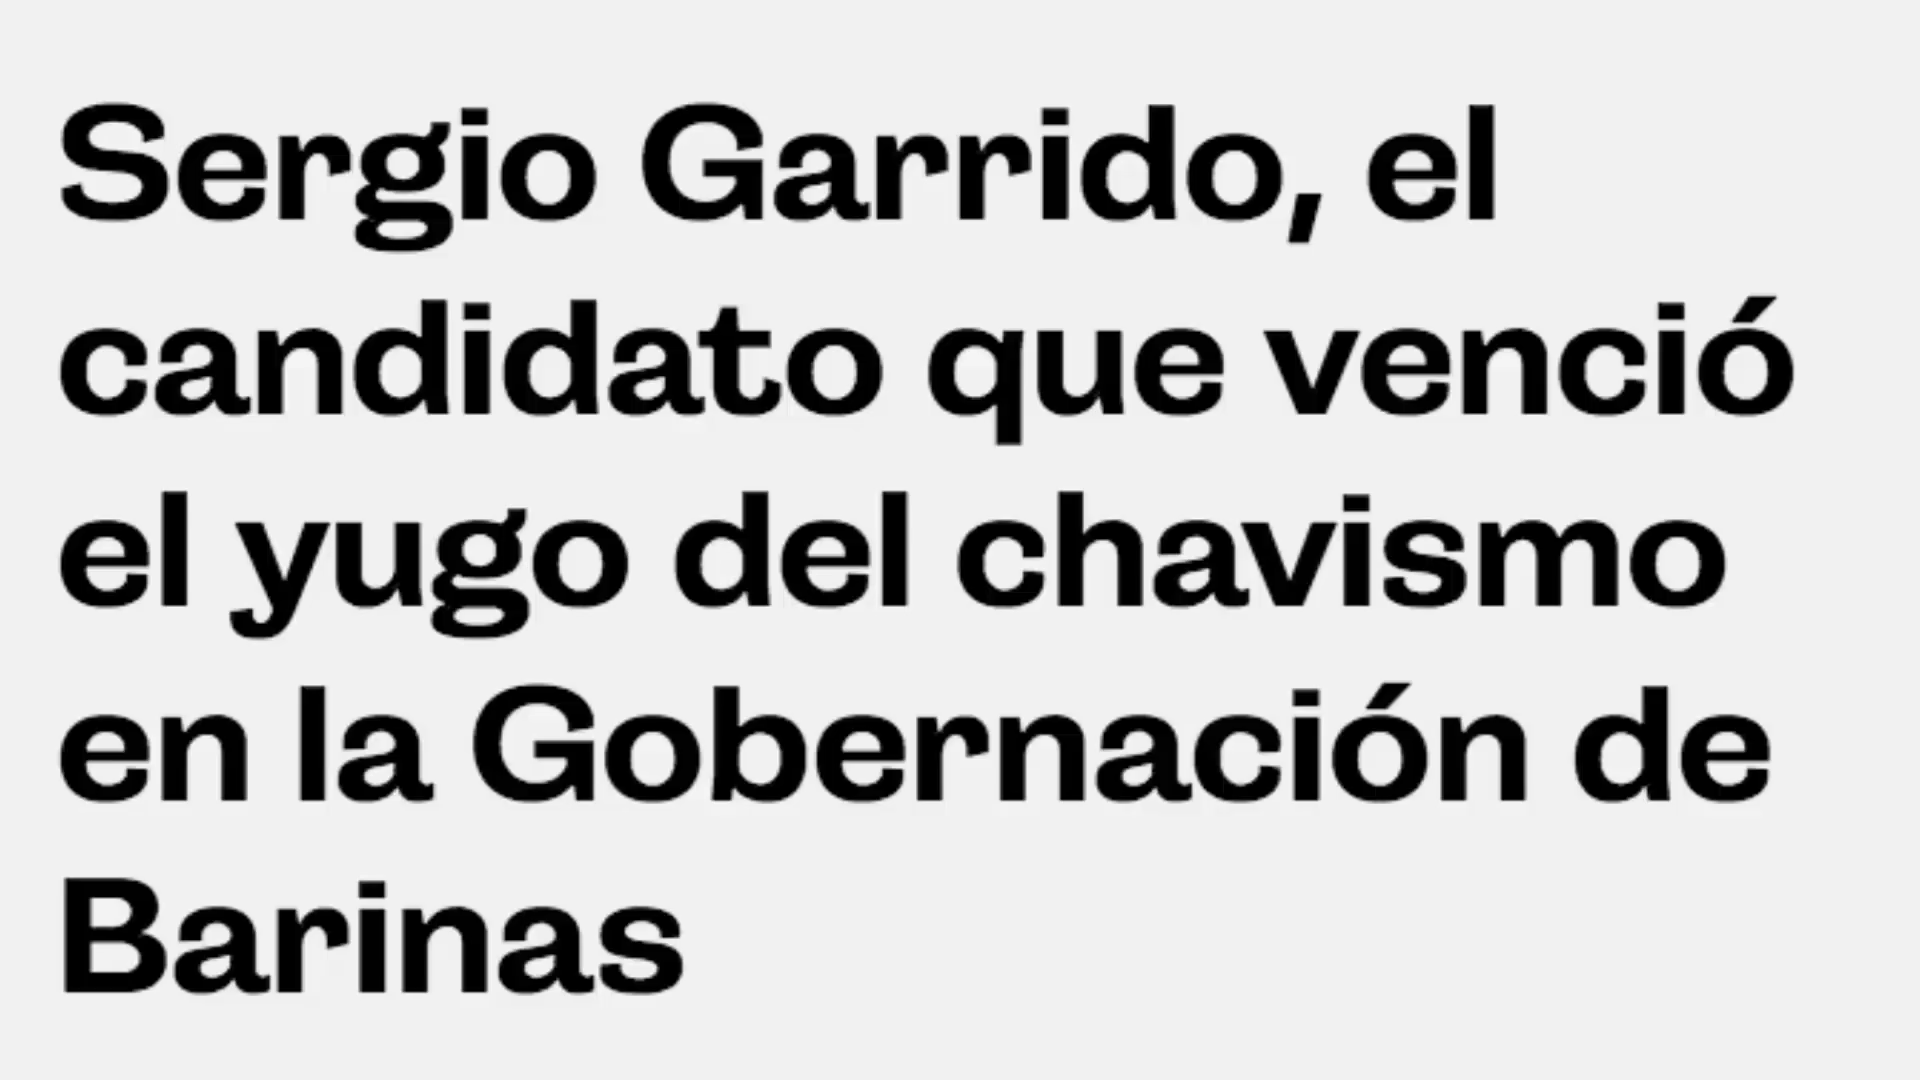 Sergio Garrido, el
candidato que venció
el yugo del chavismo
en la Gobernación de
Barinas